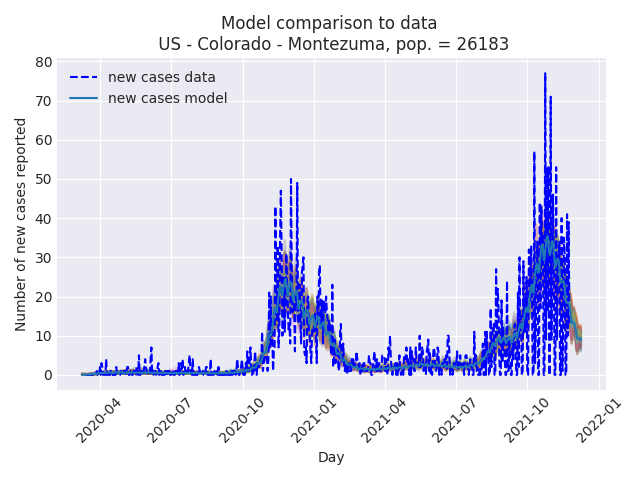 Model comparison to data
US - Colorado - Montezuma, pop. = 26183
new cases data
new cases model
Number of new cases reported
80
70
60
50
40
30
20
10
0
2020-04
2020-07
2020-10
2021-01
2021-04
2021-07
2021-10
2022-01
Day